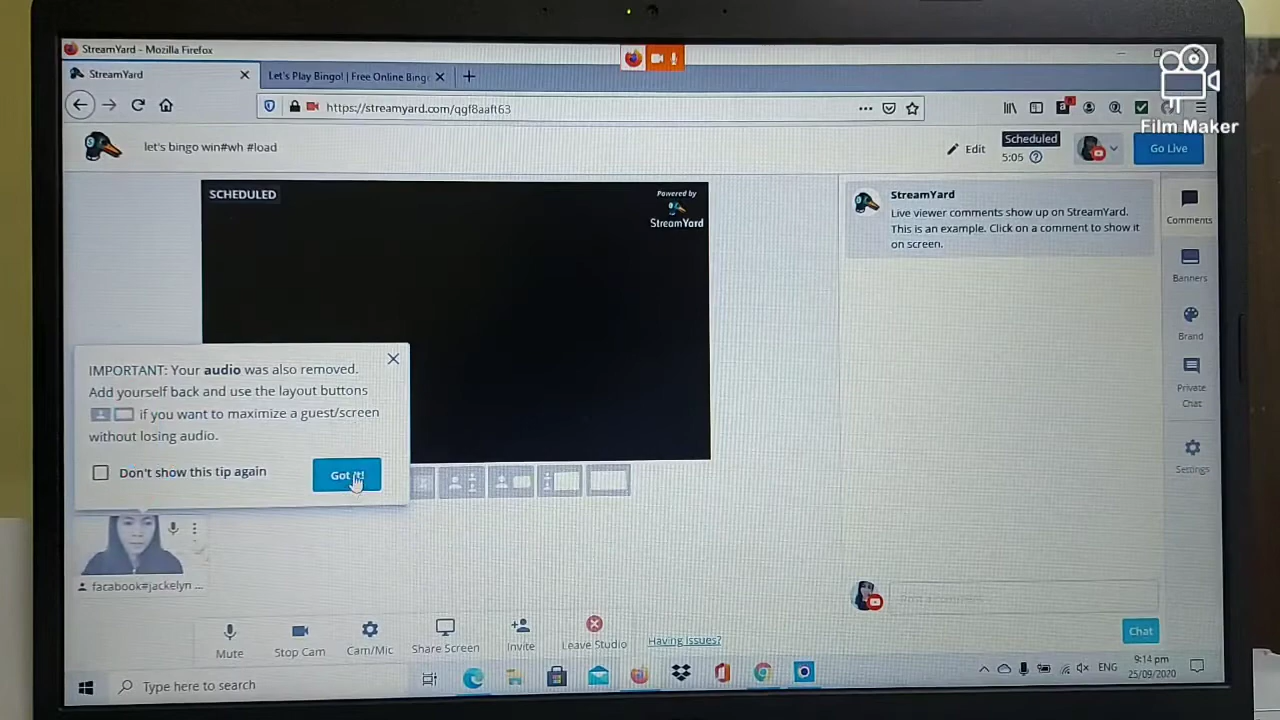 StreamYard - Mozilla Firefox
StreamYard
Let's Play Bingo! | Free Online Bing
https://streamyard.com/qgf8aaft63
Film Maker
let's bingo win#wh #load
Edit
Scheduled
5:05
Go Live
SCHEDULED
Powered by
StreamYard
StreamYard
Live viewer comments show up on StreamYard.
This is an example. Click on a comment to show it
on screen.
Comments
Banners
Brand
Private
Chat
Settings
IMPORTANT: Your audio was also removed.
Add yourself back and use the layout buttons
if you want to maximize a guest/screen
without losing audio.
Don't show this tip again
Got it!
facabook#jackelyn ...
Mute
Stop Cam
Cam/Mic
Share Screen
Invite
Leave Studio
Having issues?
Chat
Type here to search
ENG
9:14 pm
25/09/2020